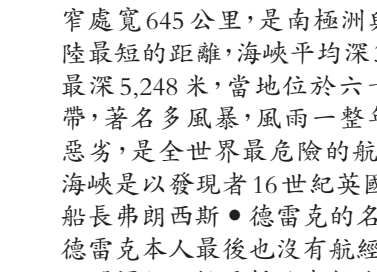 窄處寬645公里，是南極洲與
陸最短的距離，海峽平均深
最深5,248米，當地位於六十
帶，著名多風暴，風雨一整年
惡劣，是全世界最危險的航
海峽是以發現者16世紀英國
船長弗朗西斯●德雷克的名
德雷克本人最後也沒有航經